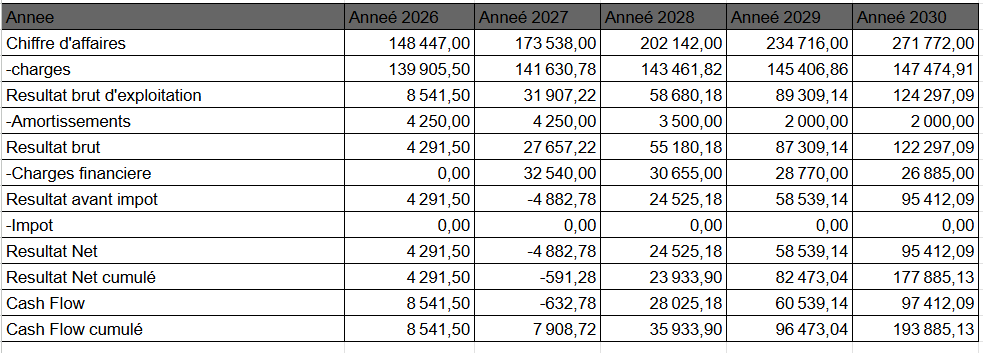 Annee Anneé 2026 Anneé 2027 Anneé 2028 Anneé 2029 Anneé 2030
Chiffre d'affaires 148 447,00 173 538,00 202 142,00 234 716,00 271 772,00
-charges 139 905,50 141 630,78 143 461,82 145 406,86 147 474,91
Resultat brut d'exploitation 8 541,50 31 907,22 58 680,18 89 309,14 124 297,09
-Amortissements 4 250,00 4 250,00 3 500,00 2 000,00 2 000,00
Resultat brut 4 291,50 27 657,22 55 180,18 87 309,14 122 297,09
-Charges financiere 0,00 32 540,00 30 655,00 28 770,00 26 885,00
Resultat avant impot 4 291,50 -4 882,78 24 525,18 58 539,14 95 412,09
-Impot 0,00 0,00 0,00 0,00 0,00
Resultat Net 4 291,50 -4 882,78 24 525,18 58 539,14 95 412,09
Resultat Net cumulé 4 291,50 -591,28 23 933,90 82 473,04 177 885,13
Cash Flow 8 541,50 -632,78 28 025,18 60 539,14 97 412,09
Cash Flow cumulé 8 541,50 7 908,72 35 933,90 96 473,04 193 885,13